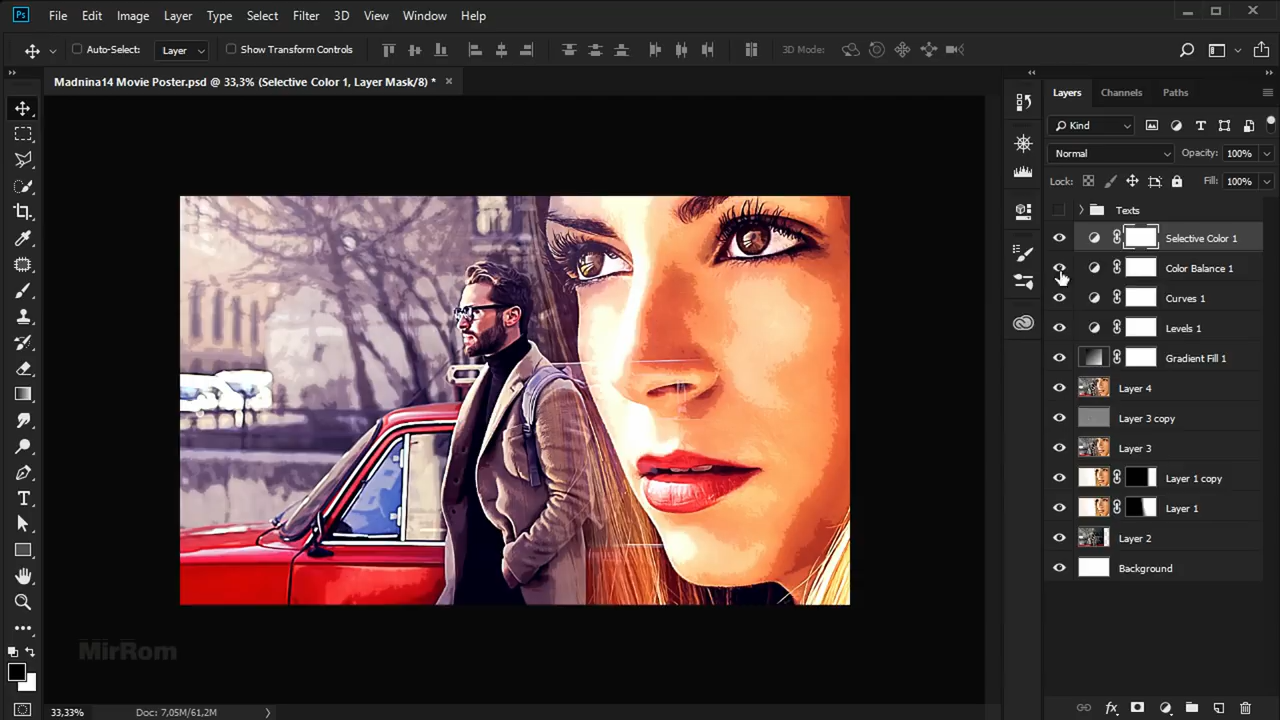 Ps File Edit Image Layer Type Select Filter 3D View Window Help
Auto-Select: Layer Show Transform Controls 3D Mode:
Madnina14 Movie Poster.psd @ 33,3% (Selective Color 1, Layer Mask/8) * ×
Layers Channels Paths
Kind
Normal Opacity: 100%
Lock: Fill: 100%
Texts
Selective Color 1
Color Balance 1
Curves 1
Levels 1
Gradient Fill 1
Layer 4
Layer 3 copy
Layer 3
Layer 1 copy
Layer 1
Layer 2
Background
MirRom
33,33% Doc: 7,05M/61,2M
fx